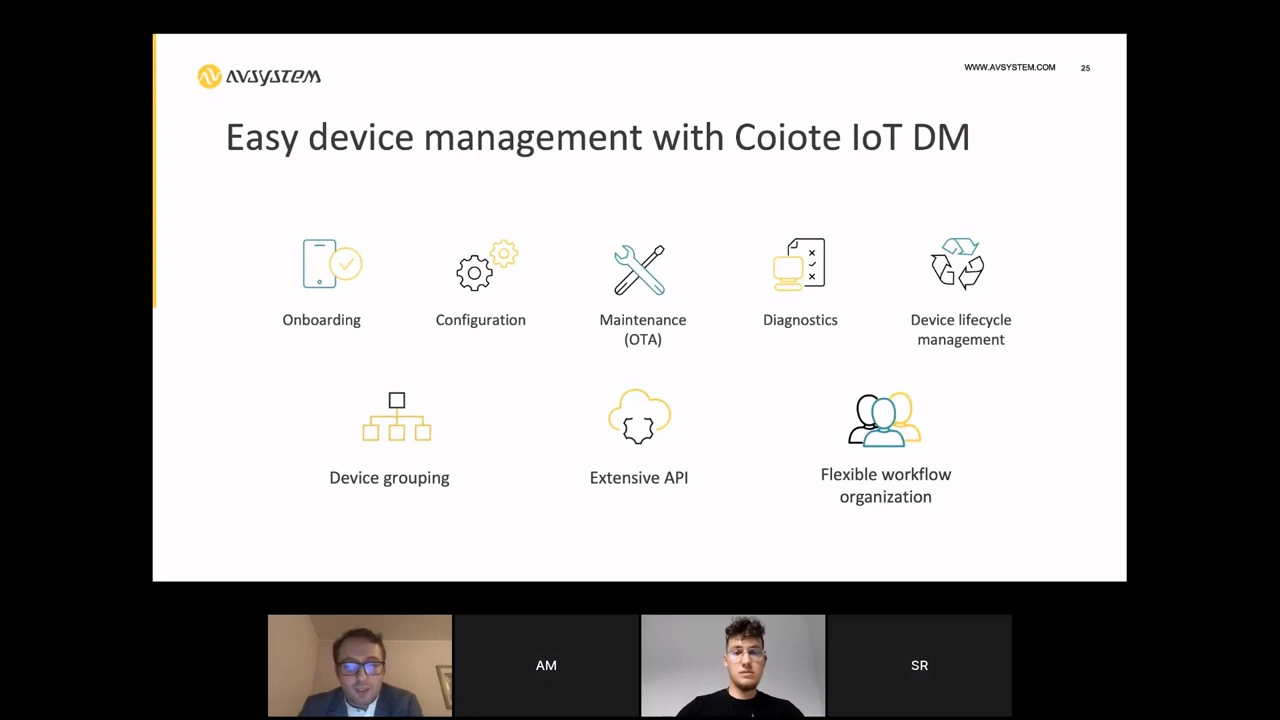 AVSYSTEM
WWW.AVSYSTEM.COM
25
Easy device management with Coiote IoT DM
Onboarding
Configuration
Maintenance
(OTA)
Diagnostics
Device lifecycle
management
Device grouping
Extensive API
Flexible workflow
organization
AM
SR